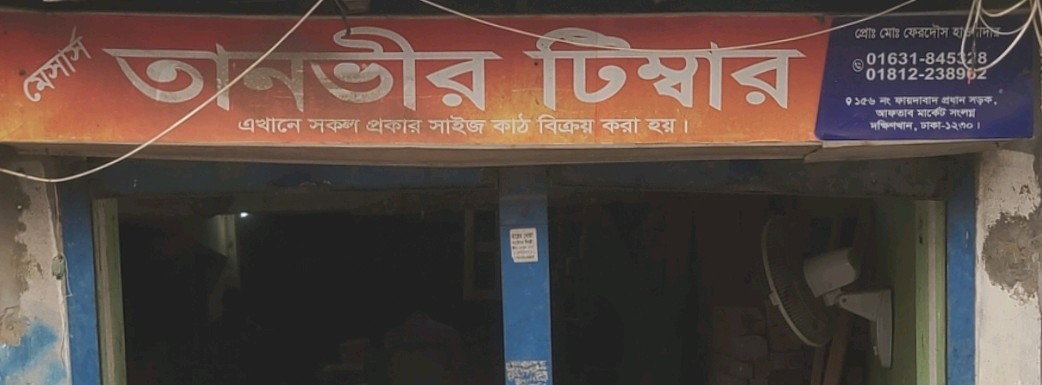 মেসার্স
তানভীর টিম্বার
এখানে সকল প্রকার সাইজ কাঠ বিক্রয় করা হয়।
প্রোঃ মোঃ ফেরদৌস
01631-845328
01812-238962
১৫৬ নং ফায়দাবাদ প্রধান সড়ক,
আফতাব মার্কেট সংলগ্ন
দক্ষিণখান, ঢাকা-১২৩০।